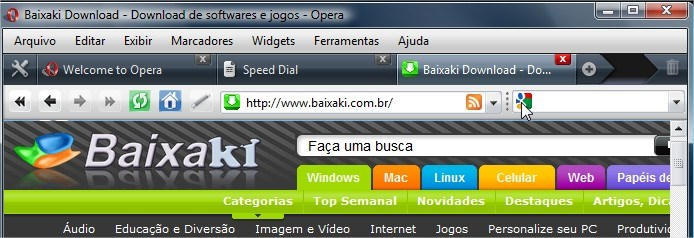 Baixaki Download - Download de softwares e jogos - Opera
Arquivo Editar Exibir Marcadores Widgets Ferramentas Ajuda
Welcome to Opera Speed Dial Baixaki Download - Do...
http://www.baixaki.com.br/
Baixaki Faça uma busca
Windows Mac Linux Celular Web Papéis de
Categorias Top Semanal Novidades Destaques Artigos, Dica
Áudio Educação e Diversão Imagem e Vídeo Internet Jogos Personalize seu PC Produtivid